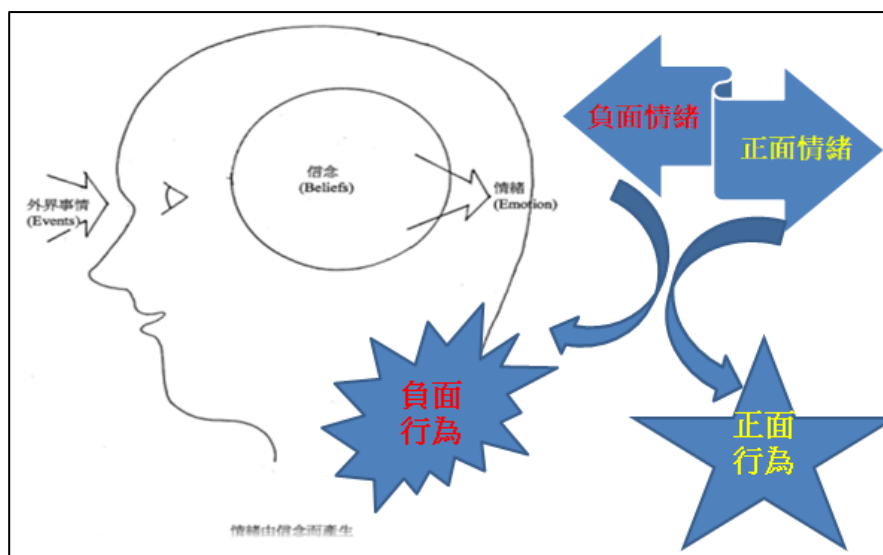 外界事情
(Events)
信念
(Beliefs)
情緒
(Emotion)
負面情緒
正面情緒
負面
行為
正面
行為
情緒由信念而產生